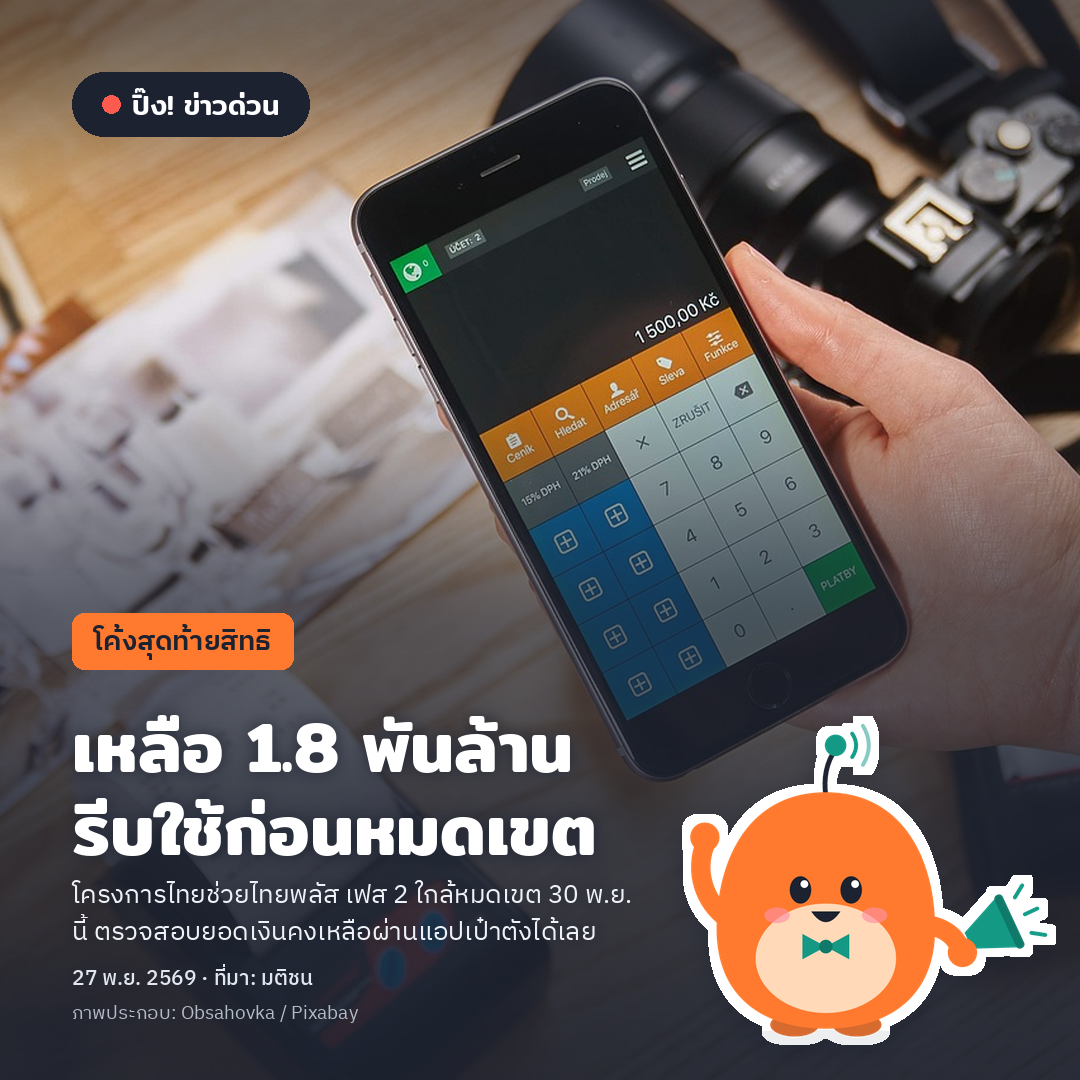 ปิ๊ง! ข่าวด่วน
Prodej
0
ÚČET: 2
1 500,00 Kč
Ceník
Hledat
Adresář
Sleva
Funkce
15% DPH
21% DPH
×
ZRUŠIT
7
8
9
4
5
6
1
2
3
0
.
PLATBY
โค้งสุดท้ายสิทธิ
เหลือ 1.8 พันล้าน
รีบใช้ก่อนหมดเขต
โครงการไทยช่วยไทยพลัส เฟส 2 ใกล้หมดเขต 30 พ.ย.
นี้ ตรวจสอบยอดเงินคงเหลือผ่านแอปเป๋าตังได้เลย
27 พ.ย. 2569 · ที่มา: มติชน
ภาพประกอบ: Obsahovka / Pixabay